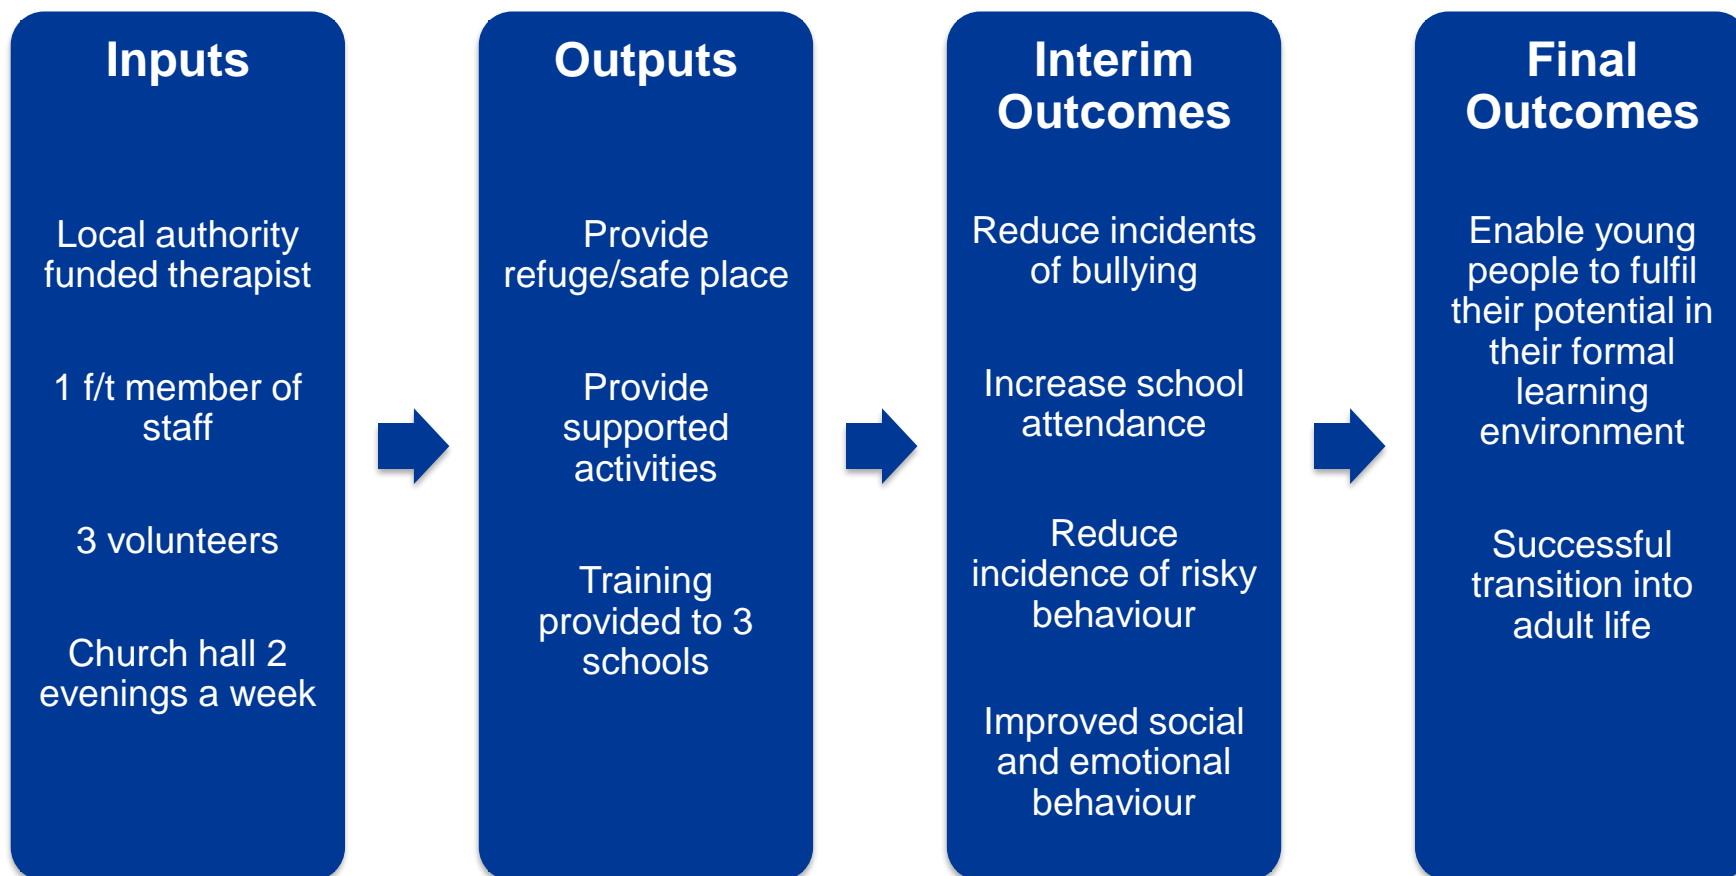 Inputs
Local authority
funded therapist
1 f/t member of
staff
3 volunteers
Church hall 2
evenings a week
Outputs
Provide
refuge/safe place
Provide
supported
activities
Training
provided to 3
schools
Interim
Outcomes
Reduce incidents
of bullying
Increase school
attendance
Reduce
incidence of risky
behaviour
Improved social
and emotional
behaviour
Final
Outcomes
Enable young
people to fulfil
their potential in
their formal
learning
environment
Successful
transition into
adult life